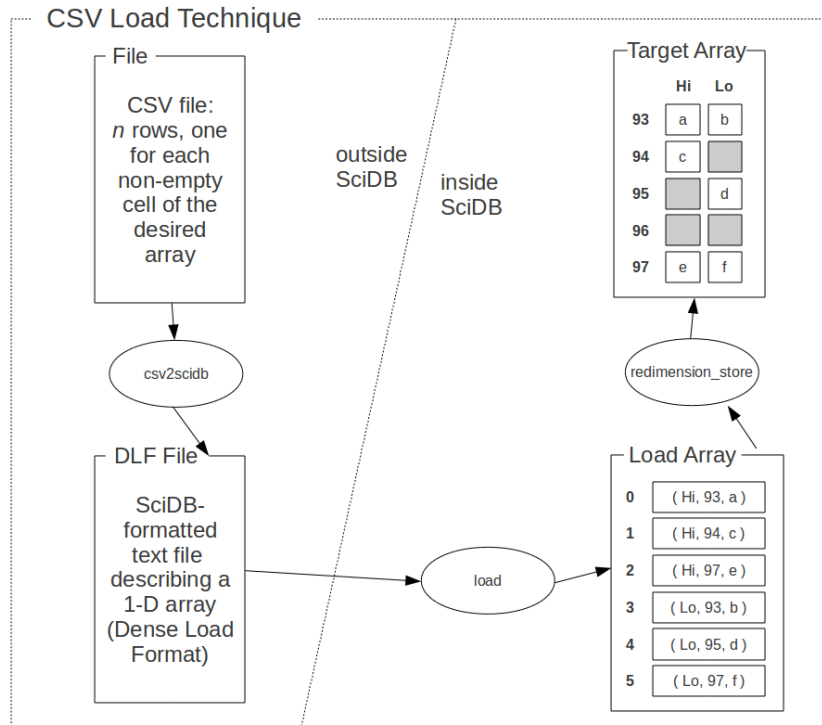 CSV Load Technique
File
CSV file:
n rows, one
for each
non-empty
cell of the
desired
array
csv2scidb
DLF File
SciDB-
formatted
text file
describing a
1-D array
(Dense Load
Format)
outside
SciDB
inside
SciDB
load
Target Array
Hi Lo
93 a b
94 c
95 d
96
97 e f
redimension_store
Load Array
0 ( Hi, 93, a )
1 ( Hi, 94, c )
2 ( Hi, 97, e )
3 ( Lo, 93, b )
4 ( Lo, 95, d )
5 ( Lo, 97, f )